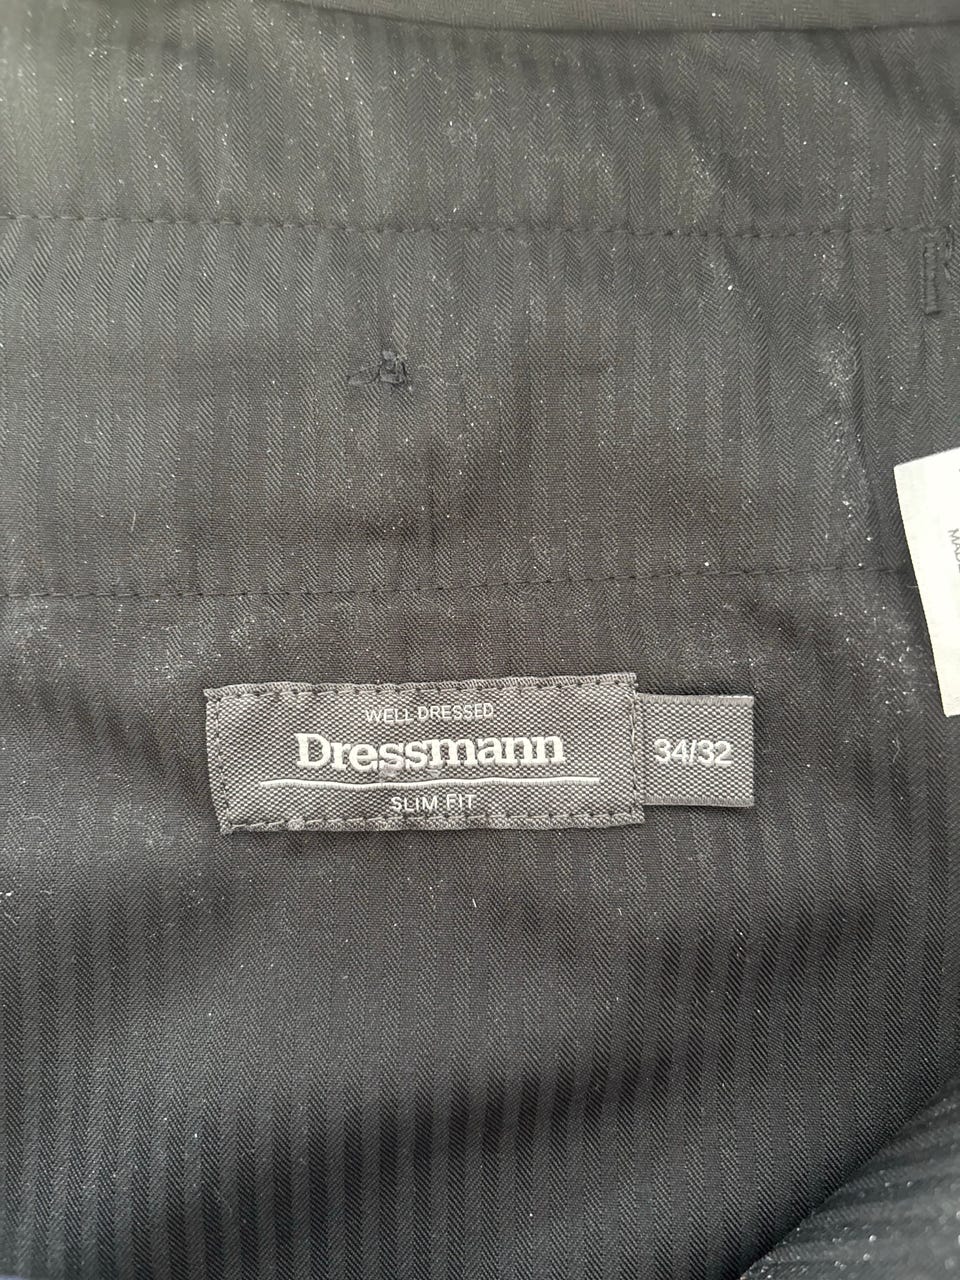 WELL DRESSED
Dressmann
SLIM FIT
34/32